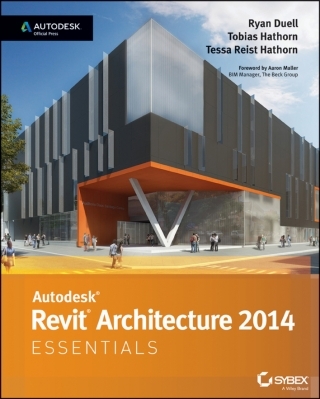 AUTODESK
Official Press
Ryan Duell
Tobias Hathorn
Tessa Reist Hathorn
Foreword by Aaron Maller
BIM Manager, The Beck Group
Autodesk®
Revit® Architecture 2014
ESSENTIALS
SYBEX
A Wiley Brand